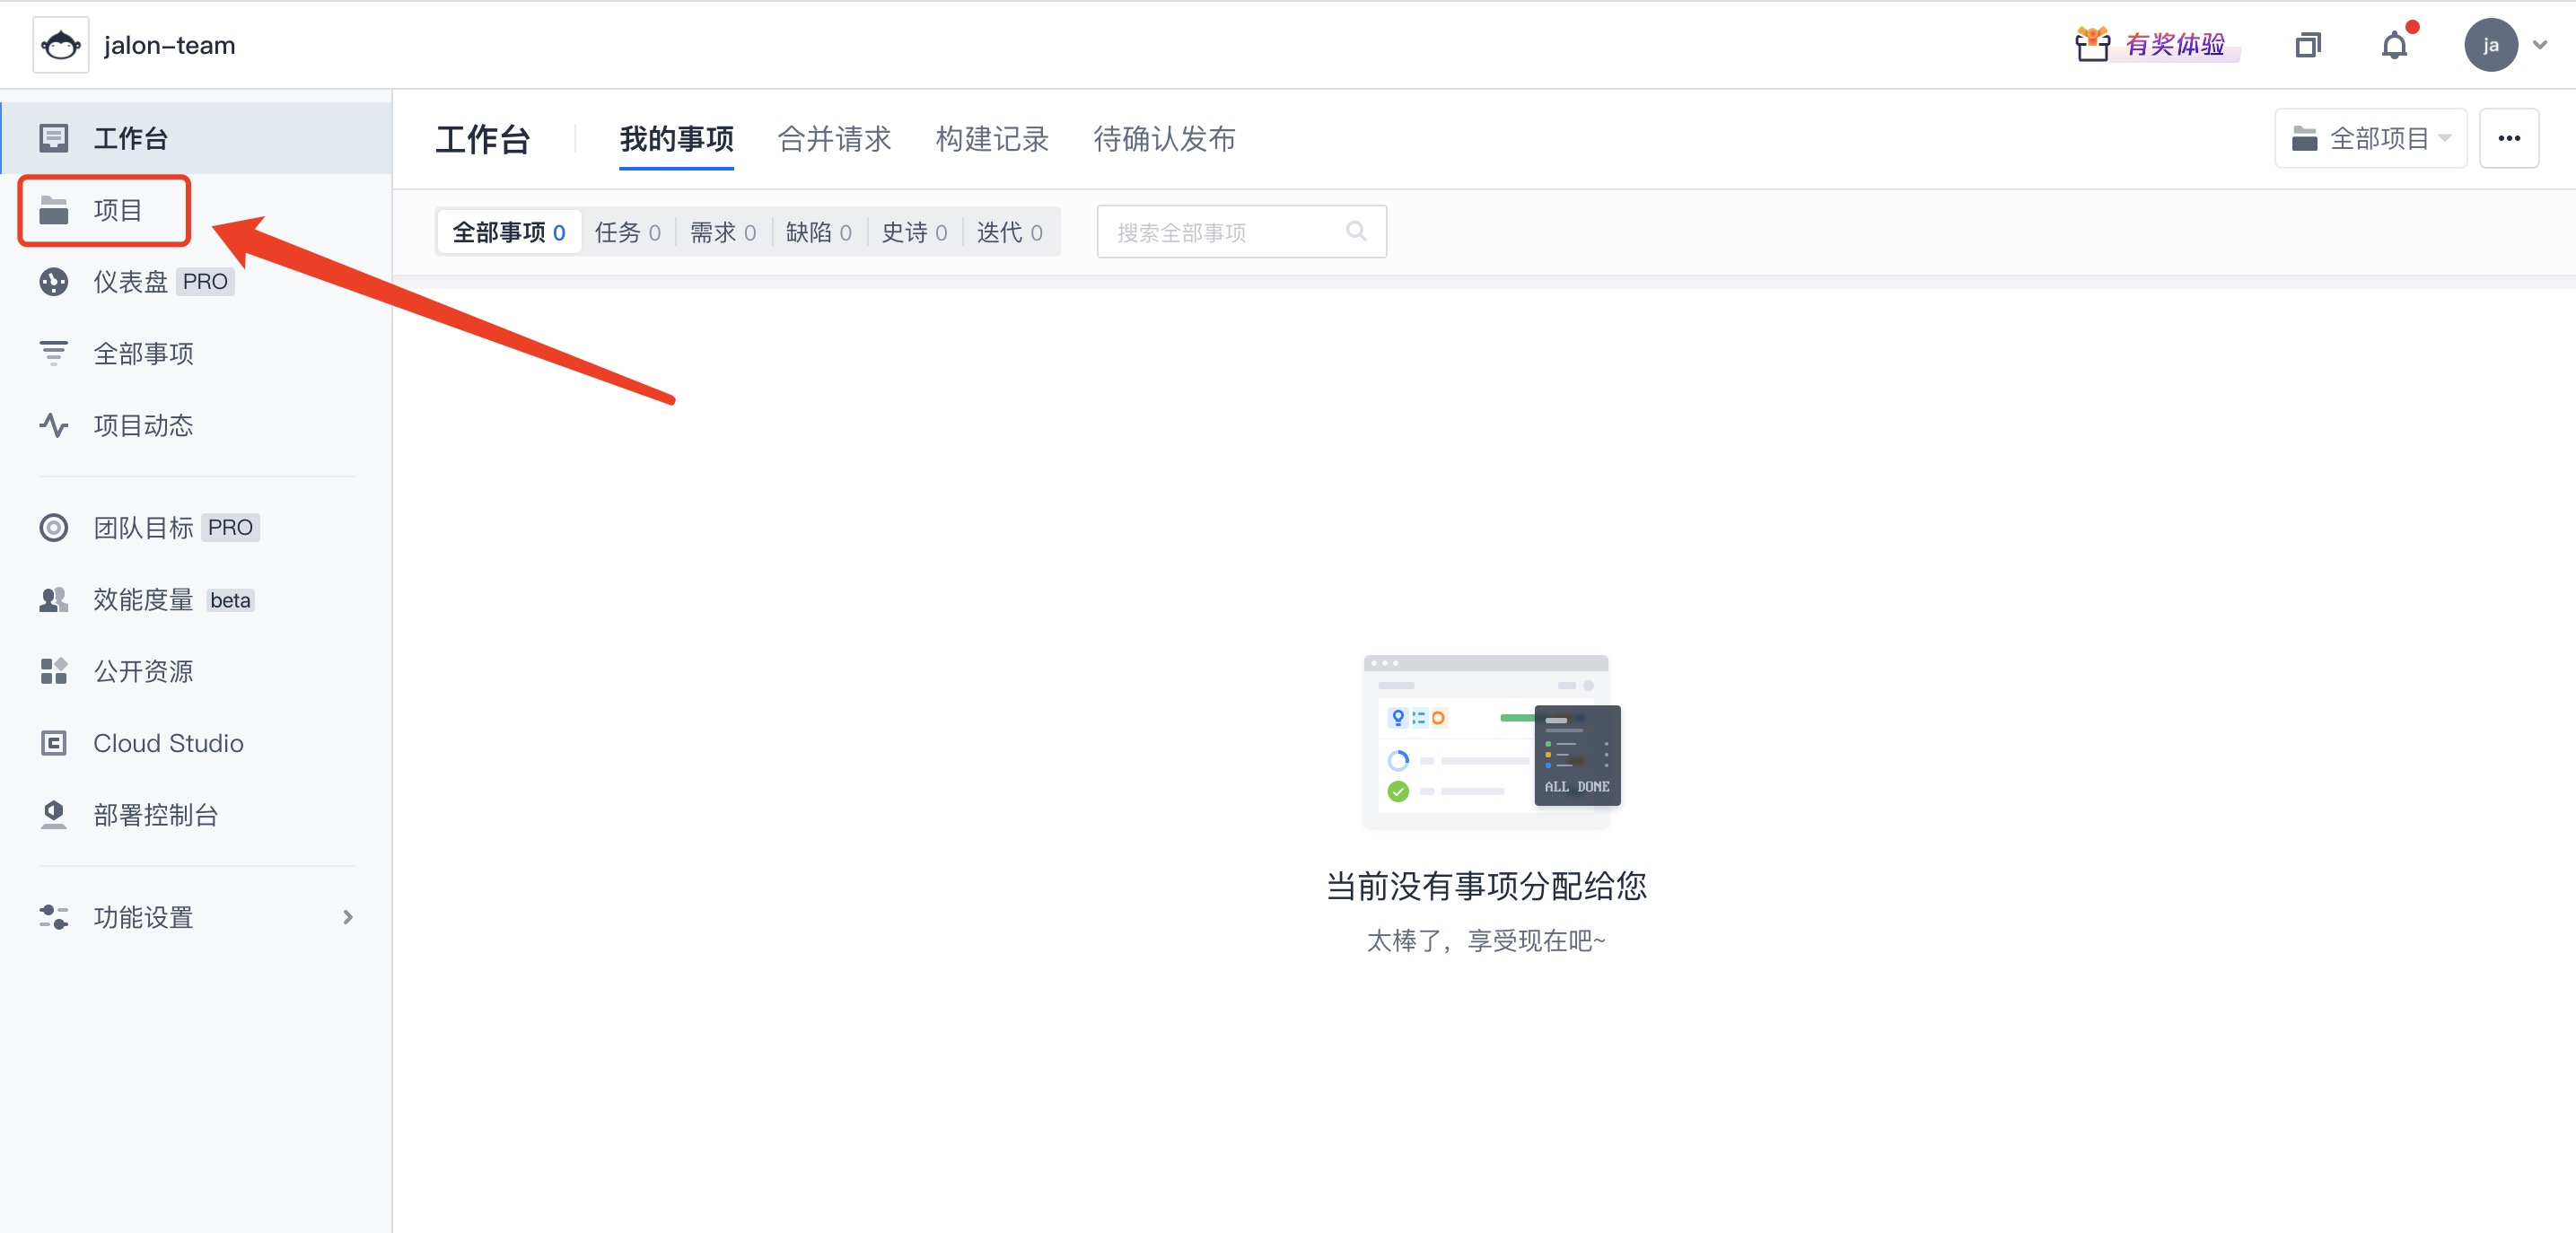 jalon-team
有奖体验
ja
工作台
项目
仪表盘 PRO
全部事项
项目动态
团队目标 PRO
效能度量 beta
公开资源
Cloud Studio
部署控制台
功能设置
工作台 我的事项 合并请求 构建记录 待确认发布
全部项目
全部事项 0 任务 0 需求 0 缺陷 0 史诗 0 迭代 0
搜索全部事项
ALL DONE
当前没有事项分配给您
太棒了，享受现在吧~